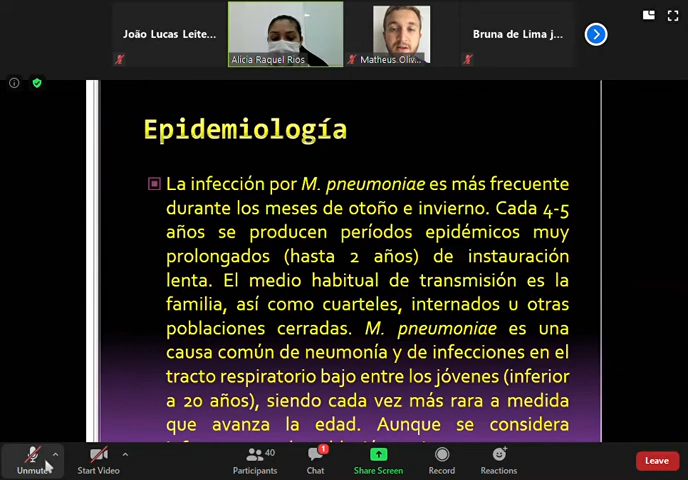 João Lucas Leite...
Alicia Raquel Rios
Matheus Oliv...
Bruna de Lima j...
Epidemiología
La infección por M. pneumoniae es más frecuente
durante los meses de otoño e invierno. Cada 4-5
años se producen períodos epidémicos muy
prolongados (hasta 2 años) de instauración
lenta. El medio habitual de transmisión es la
familia, así como cuarteles, internados u otras
poblaciones cerradas. M. pneumoniae es una
causa común de neumonía y de infecciones en el
tracto respiratorio bajo entre los jóvenes (inferior
a 20 años), siendo cada vez más rara a medida
que avanza la edad. Aunque se considera
Unmute
Start Video
40
Participants
1
Chat
Share Screen
Record
Reactions
Leave